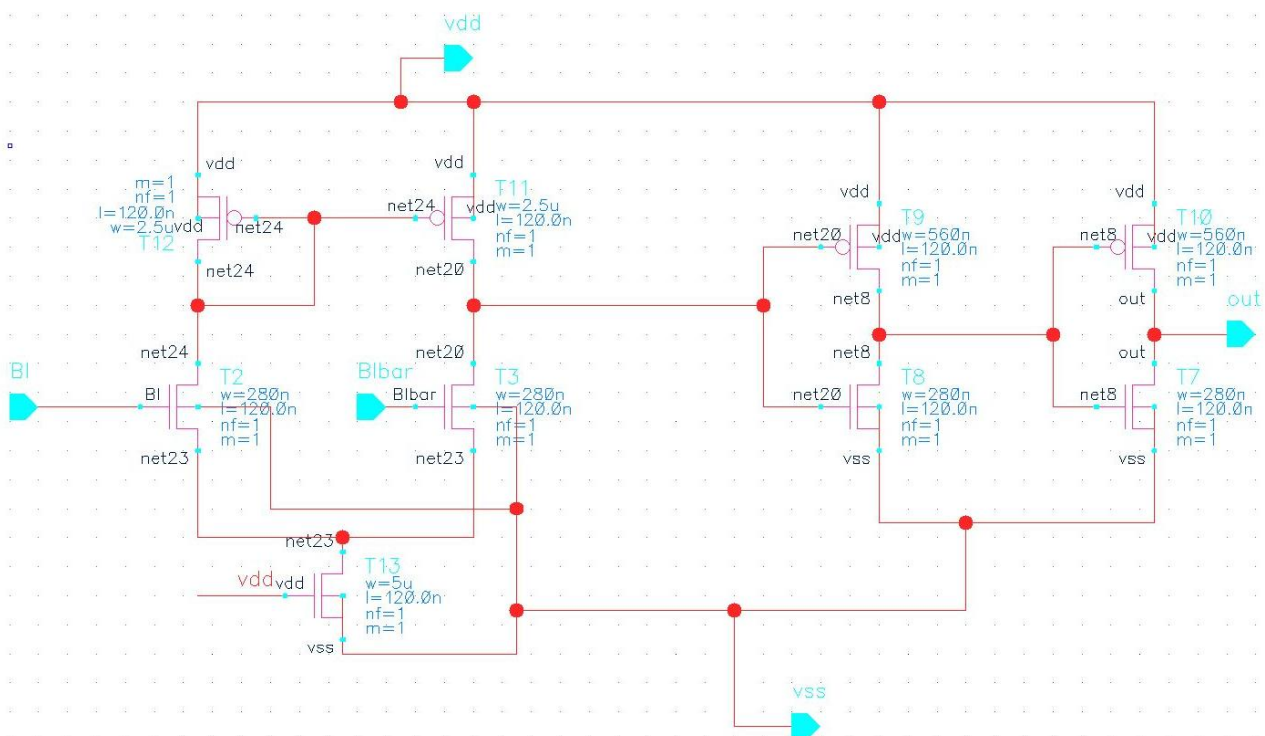 vdd
vdd
vdd
m=1
nf=1
l=120.0n
w=2.5u
vdd
T12
net24
net24
net24
vdd
T11
w=2.5u
l=120.0n
nf=1
m=1
net20
vdd
net20
vdd
T9
w=560n
l=120.0n
nf=1
m=1
net8
vdd
net8
vdd
T10
w=560n
l=120.0n
nf=1
m=1
out
out
Bl
net24
Bl
T2
w=280n
l=120.0n
nf=1
m=1
net23
Blbar
net20
Blbar
T3
w=280n
l=120.0n
nf=1
m=1
net23
net8
net20
T8
w=280n
l=120.0n
nf=1
m=1
vss
out
net8
T7
w=280n
l=120.0n
nf=1
m=1
vss
net23
vdd
vdd
T13
w=5u
l=120.0n
nf=1
m=1
vss
vss